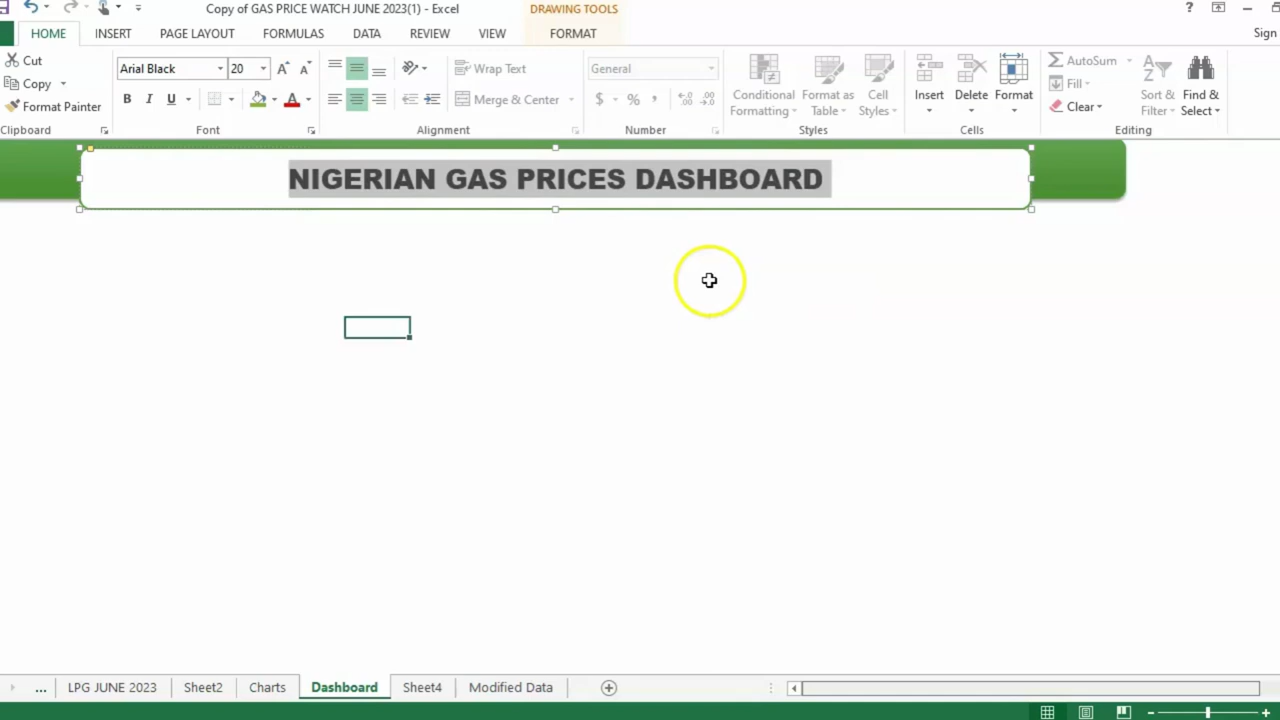 Copy of GAS PRICE WATCH JUNE 2023(1) - Excel
DRAWING TOOLS
?
HOME INSERT PAGE LAYOUT FORMULAS DATA REVIEW VIEW FORMAT Sign
Cut
Copy
Format Painter
Clipboard
Arial Black 20 A A
B I U A
Font
Wrap Text
Merge & Center
Alignment
General
$ % ,
Number
Conditional Formatting
Format as Table
Cell Styles
Styles
Insert Delete Format
Cells
AutoSum
Fill
Clear
Sort & Filter
Find & Select
Editing
NIGERIAN GAS PRICES DASHBOARD
... LPG JUNE 2023 Sheet2 Charts Dashboard Sheet4 Modified Data